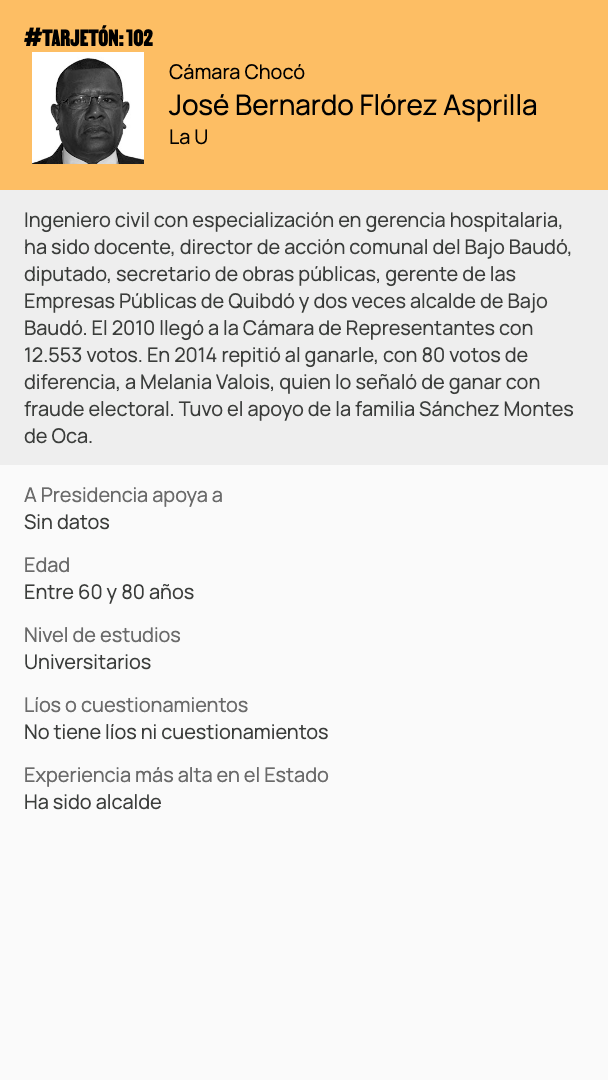 #TARJETÓN: 102
Cámara Chocó
José Bernardo Flórez Asprilla
La U
Ingeniero civil con especialización en gerencia hospitalaria,
ha sido docente, director de acción comunal del Bajo Baudó,
diputado, secretario de obras públicas, gerente de las
Empresas Públicas de Quibdó y dos veces alcalde de Bajo
Baudó. El 2010 llegó a la Cámara de Representantes con
12.553 votos. En 2014 repitió al ganarle, con 80 votos de
diferencia, a Melania Valois, quien lo señaló de ganar con
fraude electoral. Tuvo el apoyo de la familia Sánchez Montes
de Oca.
A Presidencia apoya a
Sin datos
Edad
Entre 60 y 80 años
Nivel de estudios
Universitarios
Líos o cuestionamientos
No tiene líos ni cuestionamientos
Experiencia más alta en el Estado
Ha sido alcalde